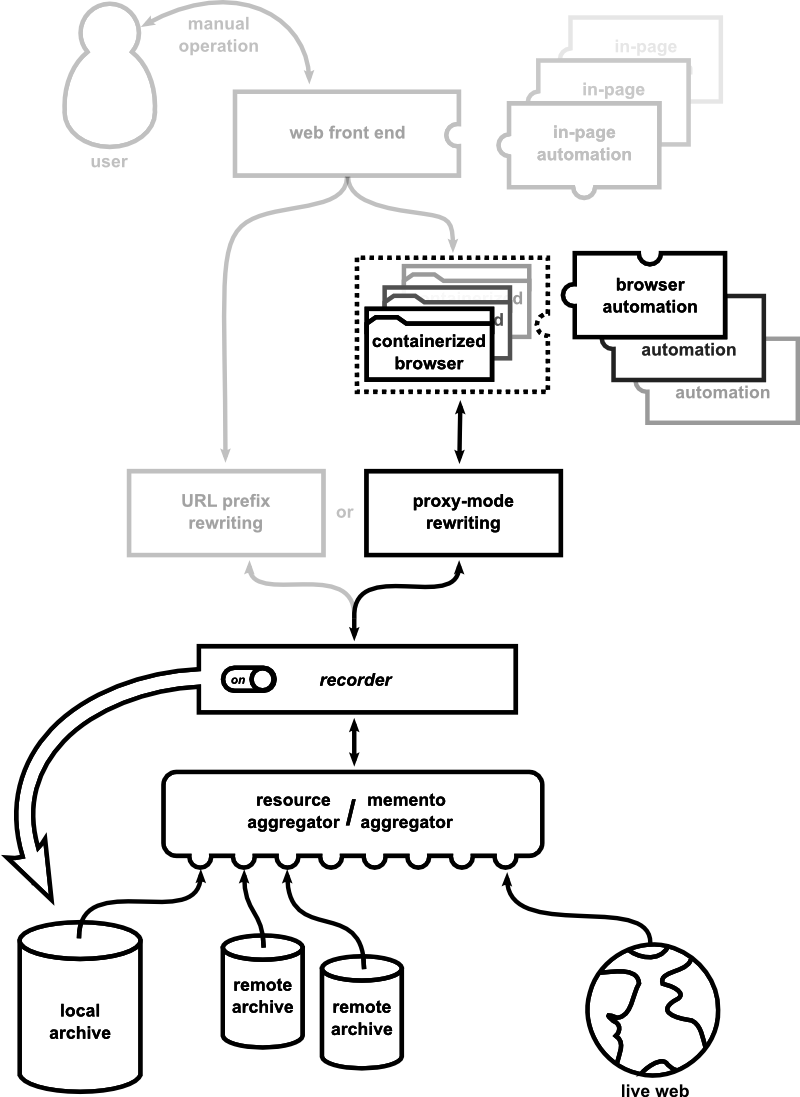 manual
operation
user
web front end
in-page
in-page
in-page
automation
browser
automation
automation
automation
d
d
containerized
browser
URL prefix
rewriting
or
proxy-mode
rewriting
on
recorder
resource
aggregator
/
memento
aggregator
local
archive
remote
archive
remote
archive
live web